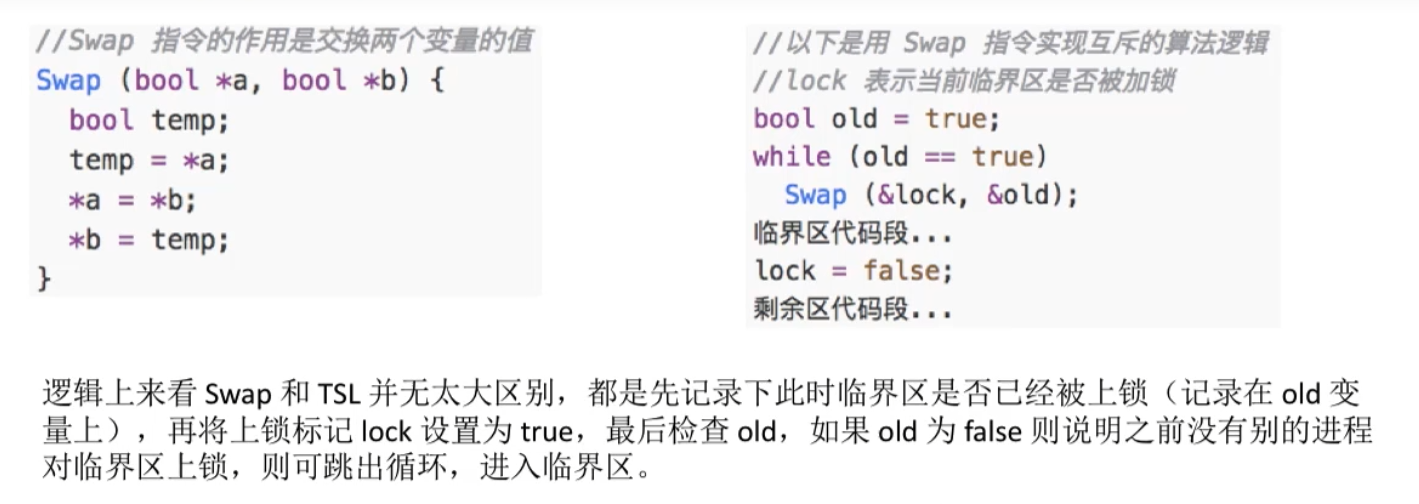 //Swap 指令的作用是交换两个变量的值
Swap (bool *a, bool *b) {
  bool temp;
  temp = *a;
  *a = *b;
  *b = temp;
}
//以下是用 Swap 指令实现互斥的算法逻辑
//lock 表示当前临界区是否被加锁
bool old = true;
while (old == true)
  Swap (&lock, &old);
临界区代码段...
lock = false;
剩余区代码段...
逻辑上来看 Swap 和 TSL 并无太大区别，都是先记录下此时临界区是否已经被上锁（记录在 old 变
量上），再将上锁标记 lock 设置为 true，最后检查 old，如果 old 为 false 则说明之前没有别的进程
对临界区上锁，则可跳出循环，进入临界区。